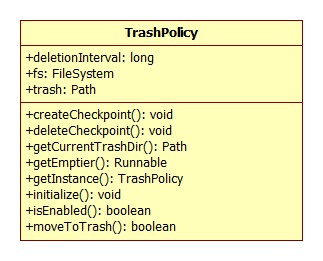 TrashPolicy
+deletionInterval: long
+fs: FileSystem
+trash: Path
+createCheckpoint(): void
+deleteCheckpoint(): void
+getCurrentTrashDir(): Path
+getEmptier(): Runnable
+getInstance(): TrashPolicy
+initialize(): void
+isEnabled(): boolean
+moveToTrash(): boolean